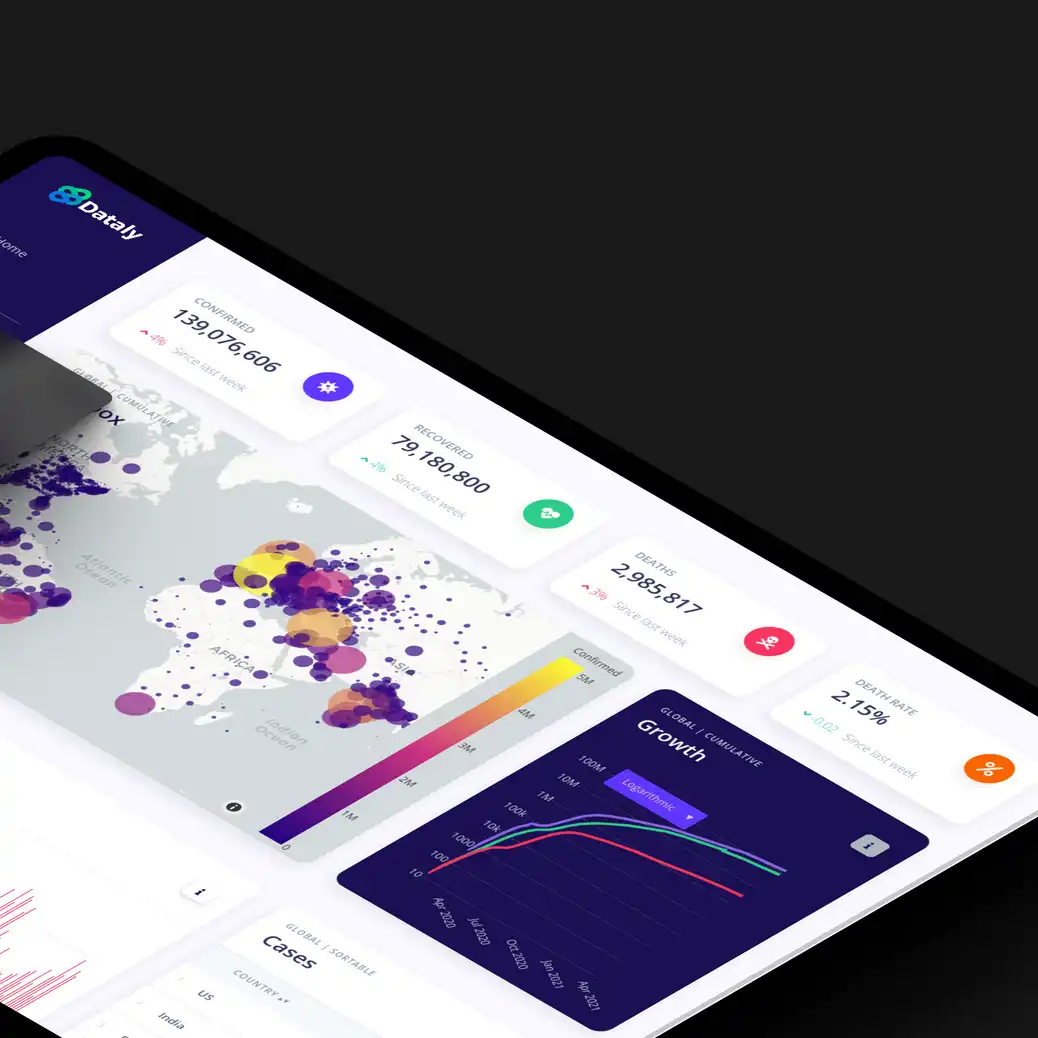 Dataly
Home
CONFIRMED
139,076,606
4% Since last week
RECOVERED
79,180,800
4% Since last week
DEATHS
2,985,817
3% Since last week
DEATH RATE
2.15%
-0.02 Since last week
GLOBAL | CUMULATIVE
NORTH
Atlantic
Ocean
AFRICA
ASIA
Indian
Ocean
Confirmed
5M
4M
3M
2M
1M
0
i
GLOBAL | CUMULATIVE
Growth
Logarithmic
i
100M
10M
1M
100k
10k
1000
100
10
Apr 2020
Jul 2020
Oct 2020
Jan 2021
Apr 2021
i
GLOBAL | SORTABLE
Cases
COUNTRY
1 US
2 India
3